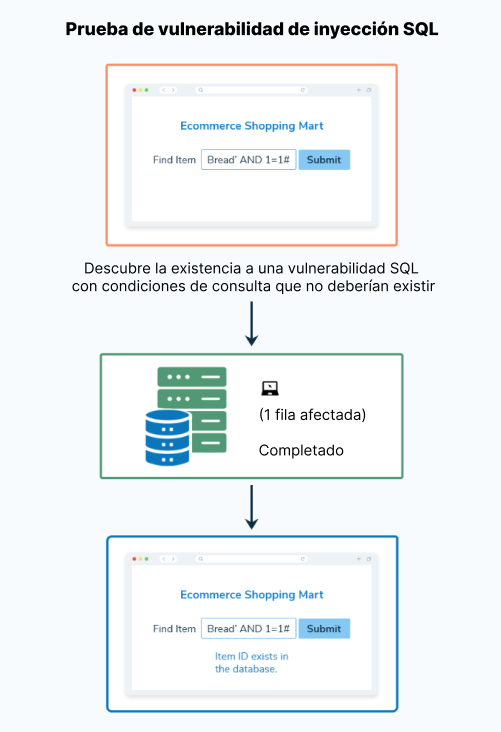 Prueba de vulnerabilidad de inyección SQL
Ecommerce Shopping Mart
Find Item Bread' AND 1=1# Submit
Descubre la existencia a una vulnerabilidad SQL
con condiciones de consulta que no deberían existir
(1 fila afectada)
Completado
Ecommerce Shopping Mart
Find Item Bread' AND 1=1# Submit
Item ID exists in
the database.